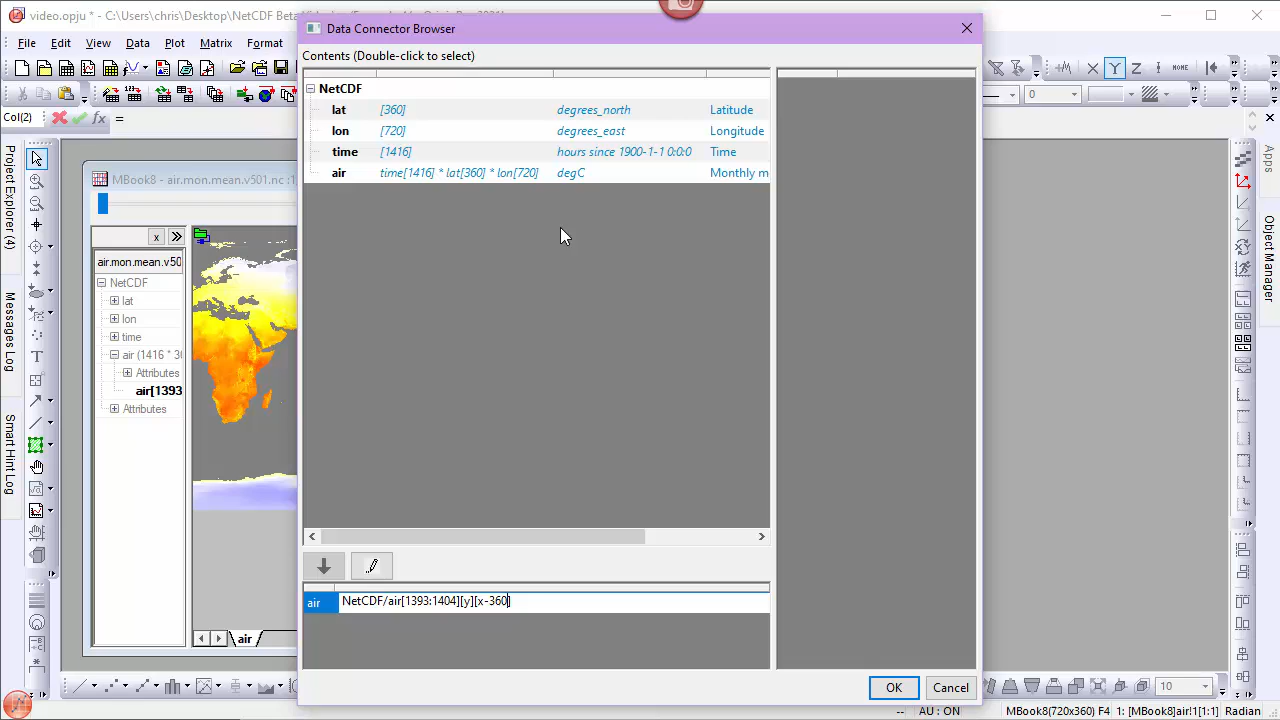 video.opju * - C:\Users\chris\Desktop\NetCDF Beta
Data Connector Browser
File Edit View Data Plot Matrix Format
Contents (Double-click to select)
Y Z HOME
NetCDF
lat [360] degrees_north Latitude
lon [720] degrees_east Longitude
time [1416] hours since 1900-1-1 0:0:0 Time
air time[1416] * lat[360] * lon[720] degC Monthly m
0
Col(2) fx =
Project Explorer (4)
Messages Log
Smart Hint Log
Apps
Object Manager
MBook8 - air.mon.mean.v501.nc
air.mon.mean.v50
NetCDF
lat
lon
time
air (1416 * 3
Attributes
air[1393
Attributes
air
air NetCDF/air[1393:1404][y][x-360]
OK Cancel
10
-- AU : ON MBook8(720x360) F4 1: [MBook8]air!1[1:1] Radian